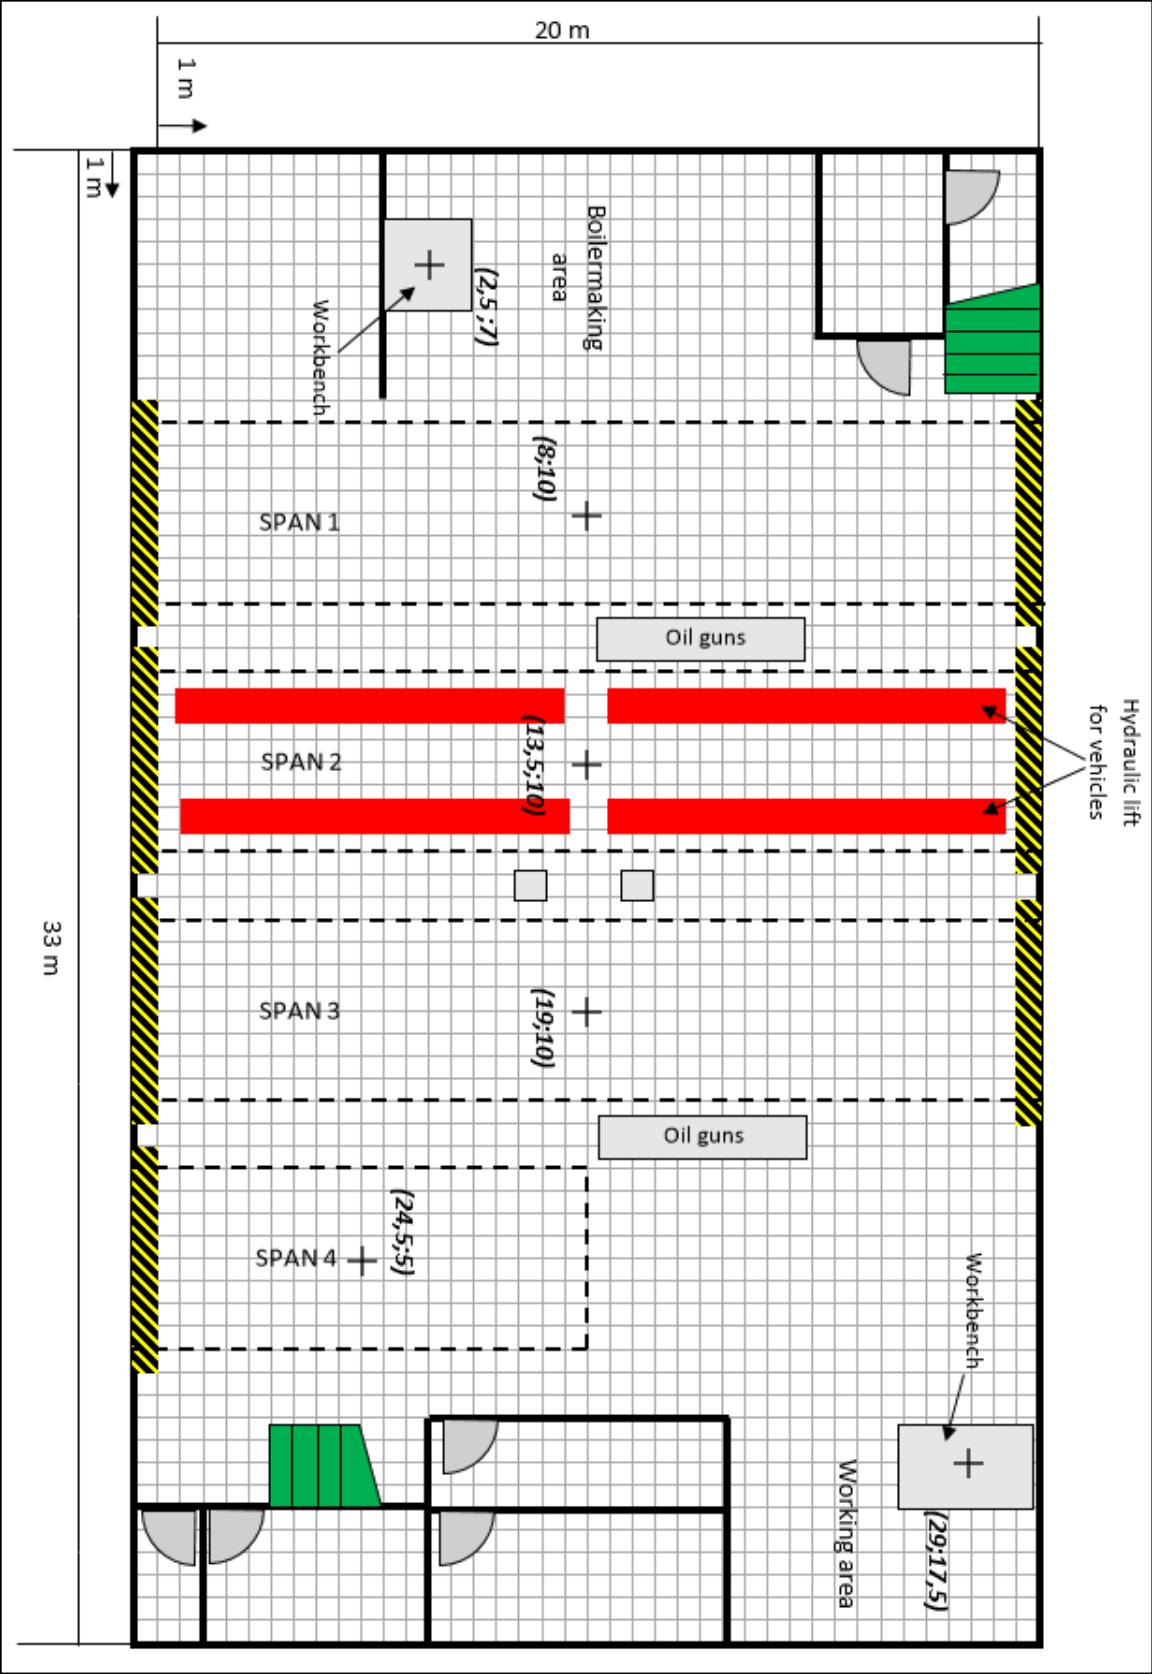 20 m
1 m
1 m
Boilermaking
area
(2,5 ;7)
Workbench
(8;10)
SPAN 1
Oil guns
Hydraulic lift
for vehicles
(13,5;10)
SPAN 2
33 m
(19;10)
SPAN 3
Oil guns
(24,5;5)
SPAN 4
Workbench
Working area
(29;17,5)